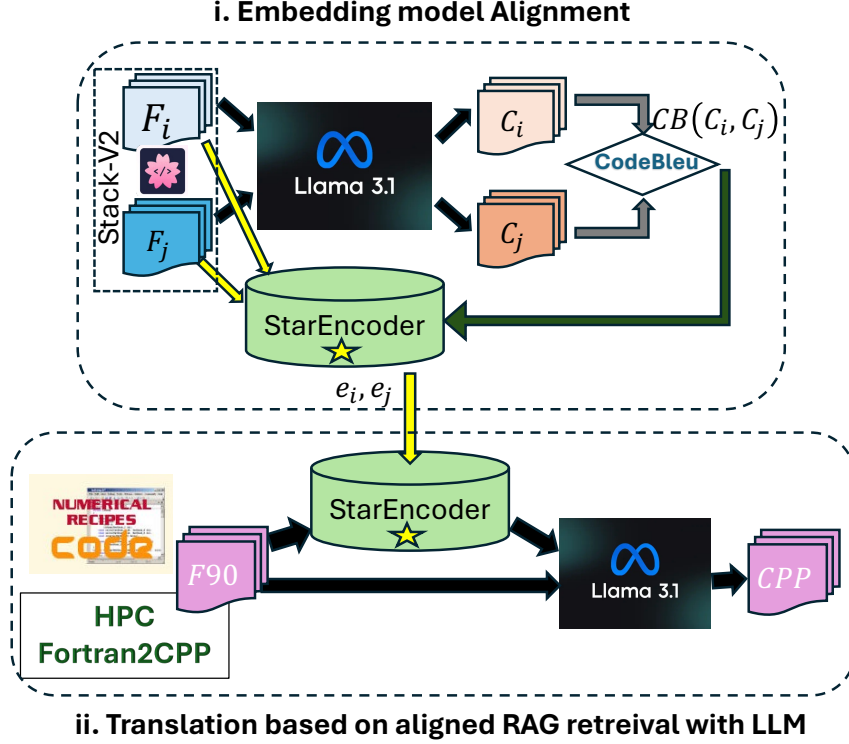 i. Embedding model Alignment
Stack-V2
F_i
</>
F_j
Llama 3.1
C_i
C_j
CB(C_i, C_j)
CodeBleu
StarEncoder
e_i, e_j
StarEncoder
NUMERICAL
RECIPES
CODE
F90
HPC
Fortran2CPP
Llama 3.1
CPP
ii. Translation based on aligned RAG retreival with LLM